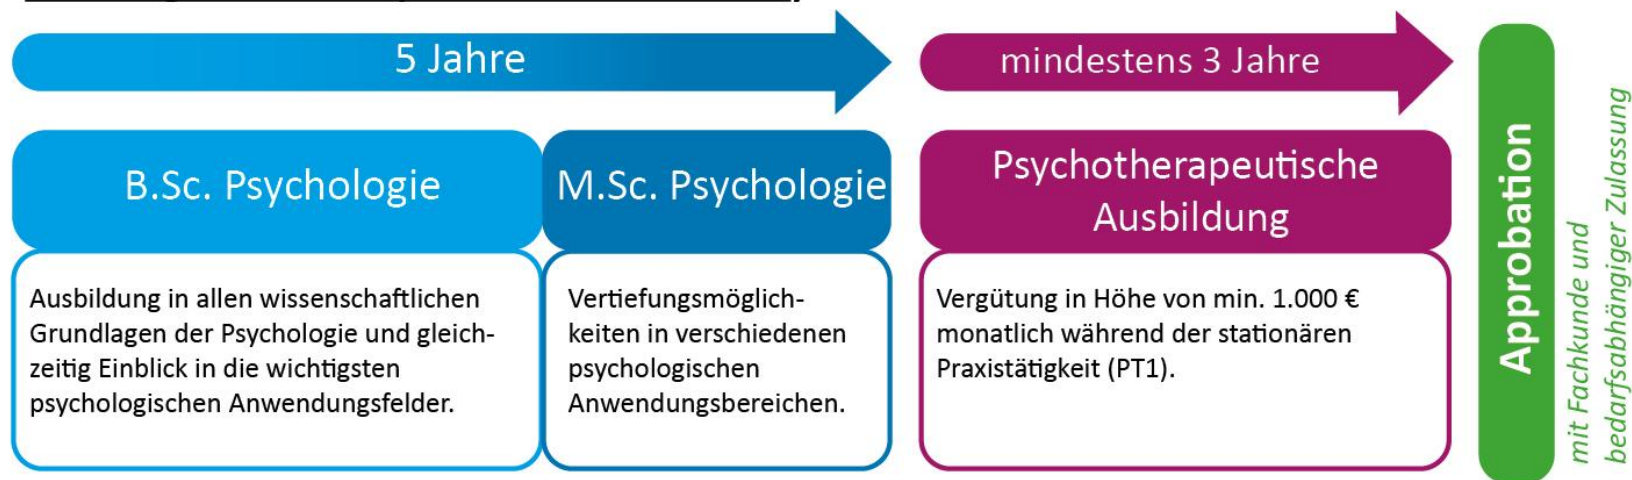 5 Jahre
mindestens 3 Jahre
B.Sc. Psychologie
M.Sc. Psychologie
Psychotherapeutische
Ausbildung
Ausbildung in allen wissenschaftlichen
Grundlagen der Psychologie und gleich-
zeitig Einblick in die wichtigsten
psychologischen Anwendungsfelder.
Vertiefungsmöglich-
keiten in verschiedenen
psychologischen
Anwendungsbereichen.
Vergütung in Höhe von min. 1.000 €
monatlich während der stationären
Praxistätigkeit (PT1).
Approbation
mit Fachkunde und
bedarfsabhängiger Zulassung